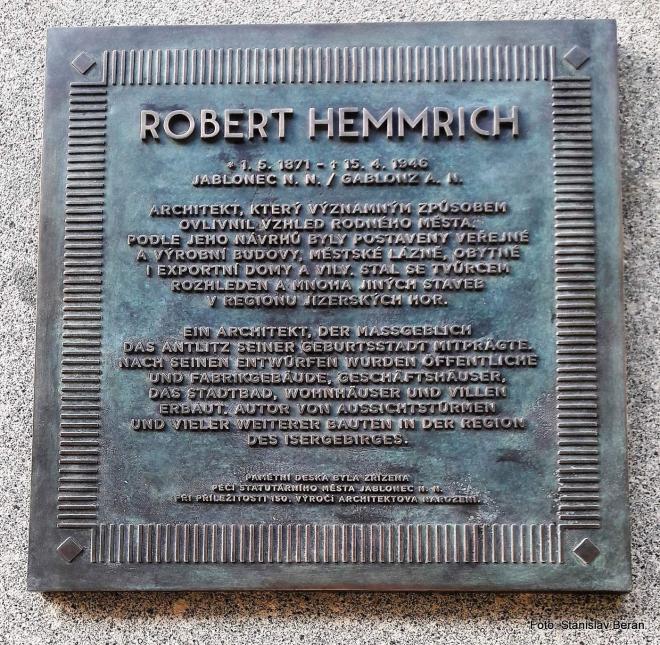 ROBERT HEMMRICH
* 1. 5. 1871 - † 15. 4. 1946
JABLONEC N. N. / GABLONZ A. N.
ARCHITEKT, KTERÝ VÝZNAMNÝM ZPŮSOBEM
OVLIVNIL VZHLED RODNÉHO MĚSTA.
PODLE JEHO NÁVRHŮ BYLY POSTAVENY VEŘEJNÉ
A VÝROBNÍ BUDOVY, MĚSTSKÉ LÁZNĚ, OBYTNÉ
I EXPORTNÍ DOMY A VILY. STAL SE TVŮRCEM
ROZHLEDEN A MNOHA JINÝCH STAVEB
V REGIONU JIZERSKÝCH HOR.
EIN ARCHITEKT, DER MASSGEBLICH
DAS ANTLITZ SEINER GEBURTSSTADT MITPRÄGTE.
NACH SEINEN ENTWÜRFEN WURDEN ÖFFENTLICHE
UND FABRIKGEBÄUDE, GESCHÄFTSHÄUSER,
DAS STADTBAD, WOHNHÄUSER UND VILLEN
ERBAUT. AUTOR VON AUSSICHTSTÜRMEN
UND VIELER WEITERER BAUTEN IN DER REGION
DES ISERGEBIRGES.
PAMĚTNÍ DESKA BYLA ZŘÍZENA
PÉČÍ STATUTÁRNÍHO MĚSTA JABLONEC N. N.
PŘI PŘÍLEŽITOSTI 150. VÝROČÍ ARCHITEKTOVA NAROZENÍ.
Foto: Stanislav Beran